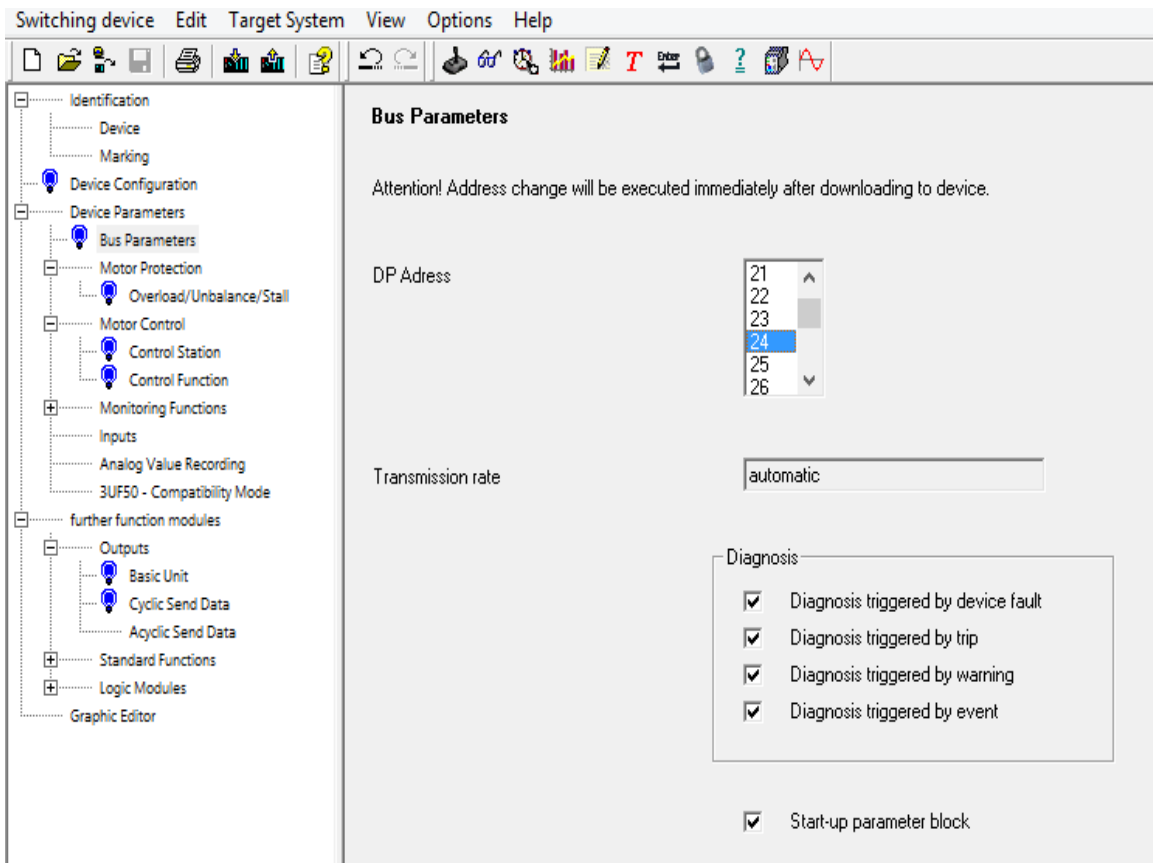 Switching device Edit Target System View Options Help
T Enter ?
Identification
Device
Marking
Device Configuration
Device Parameters
Bus Parameters
Motor Protection
Overload/Unbalance/Stall
Motor Control
Control Station
Control Function
Monitoring Functions
Inputs
Analog Value Recording
3UF50 - Compatibility Mode
further function modules
Outputs
Basic Unit
Cyclic Send Data
Acyclic Send Data
Standard Functions
Logic Modules
Graphic Editor
Bus Parameters
Attention! Address change will be executed immediately after downloading to device.
DP Adress
21
22
23
24
25
26
Transmission rate
automatic
Diagnosis
Diagnosis triggered by device fault
Diagnosis triggered by trip
Diagnosis triggered by warning
Diagnosis triggered by event
Start-up parameter block